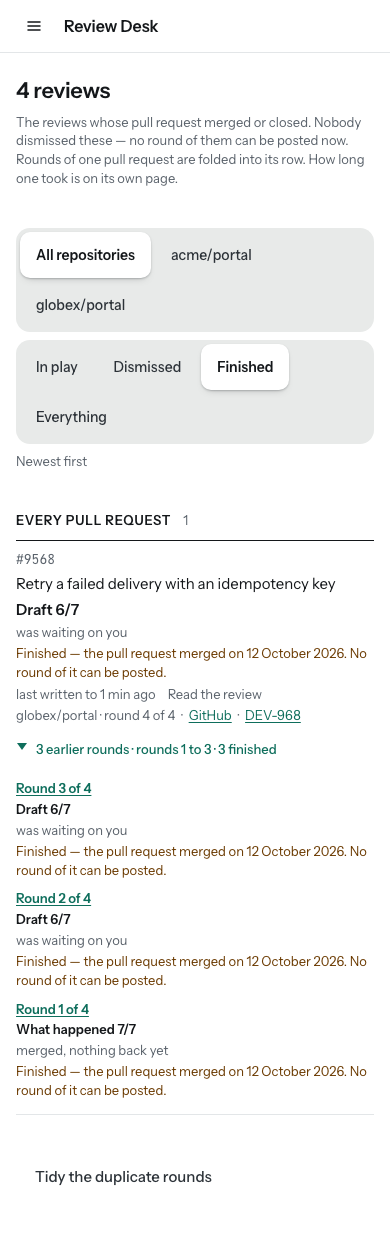 Review Desk
4 reviews
The reviews whose pull request merged or closed. Nobody
dismissed these — no round of them can be posted now.
Rounds of one pull request are folded into its row. How long
one took is on its own page.
All repositories acme/portal
globex/portal
In play Dismissed Finished
Everything
Newest first
EVERY PULL REQUEST 1
#9568
Retry a failed delivery with an idempotency key
Draft 6/7
was waiting on you
Finished — the pull request merged on 12 October 2026. No
round of it can be posted.
last written to 1 min ago Read the review
globex/portal · round 4 of 4 · GitHub · DEV-968
3 earlier rounds · rounds 1 to 3 · 3 finished
Round 3 of 4
Draft 6/7
was waiting on you
Finished — the pull request merged on 12 October 2026. No
round of it can be posted.
Round 2 of 4
Draft 6/7
was waiting on you
Finished — the pull request merged on 12 October 2026. No
round of it can be posted.
Round 1 of 4
What happened 7/7
merged, nothing back yet
Finished — the pull request merged on 12 October 2026. No
round of it can be posted.
Tidy the duplicate rounds